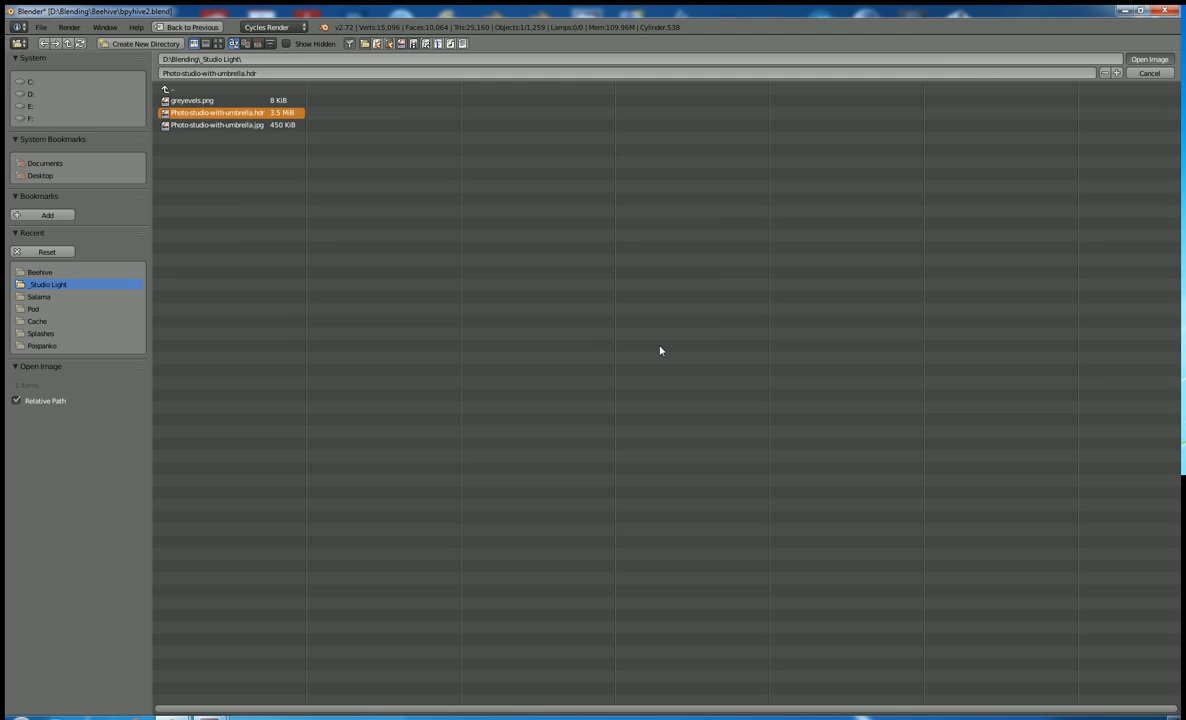 Blender* [D:\Blending\Beehive\bpyhive2.blend]
File Render Window Help Back to Previous Cycles Render v2.72 | Verts:15,096 | Faces:10,064 | Tris:25,160 | Objects:1/1,259 | Lamps:0/0 | Mem:109.96M | Cylinder.538
Create New Directory Show Hidden
System
C:
D:
E:
F:
System Bookmarks
Documents
Desktop
Bookmarks
Add
Recent
Reset
Beehive
_Studio Light
Salama
Pod
Cache
Splashes
Pospanko
Open Image
1 items
Relative Path
D:\Blending\_Studio Light\ Open Image
Photo-studio-with-umbrella.hdr Cancel
..
greyevels.png 8 KiB
Photo-studio-with-umbrella.hdr 3.5 MiB
Photo-studio-with-umbrella.jpg 450 KiB